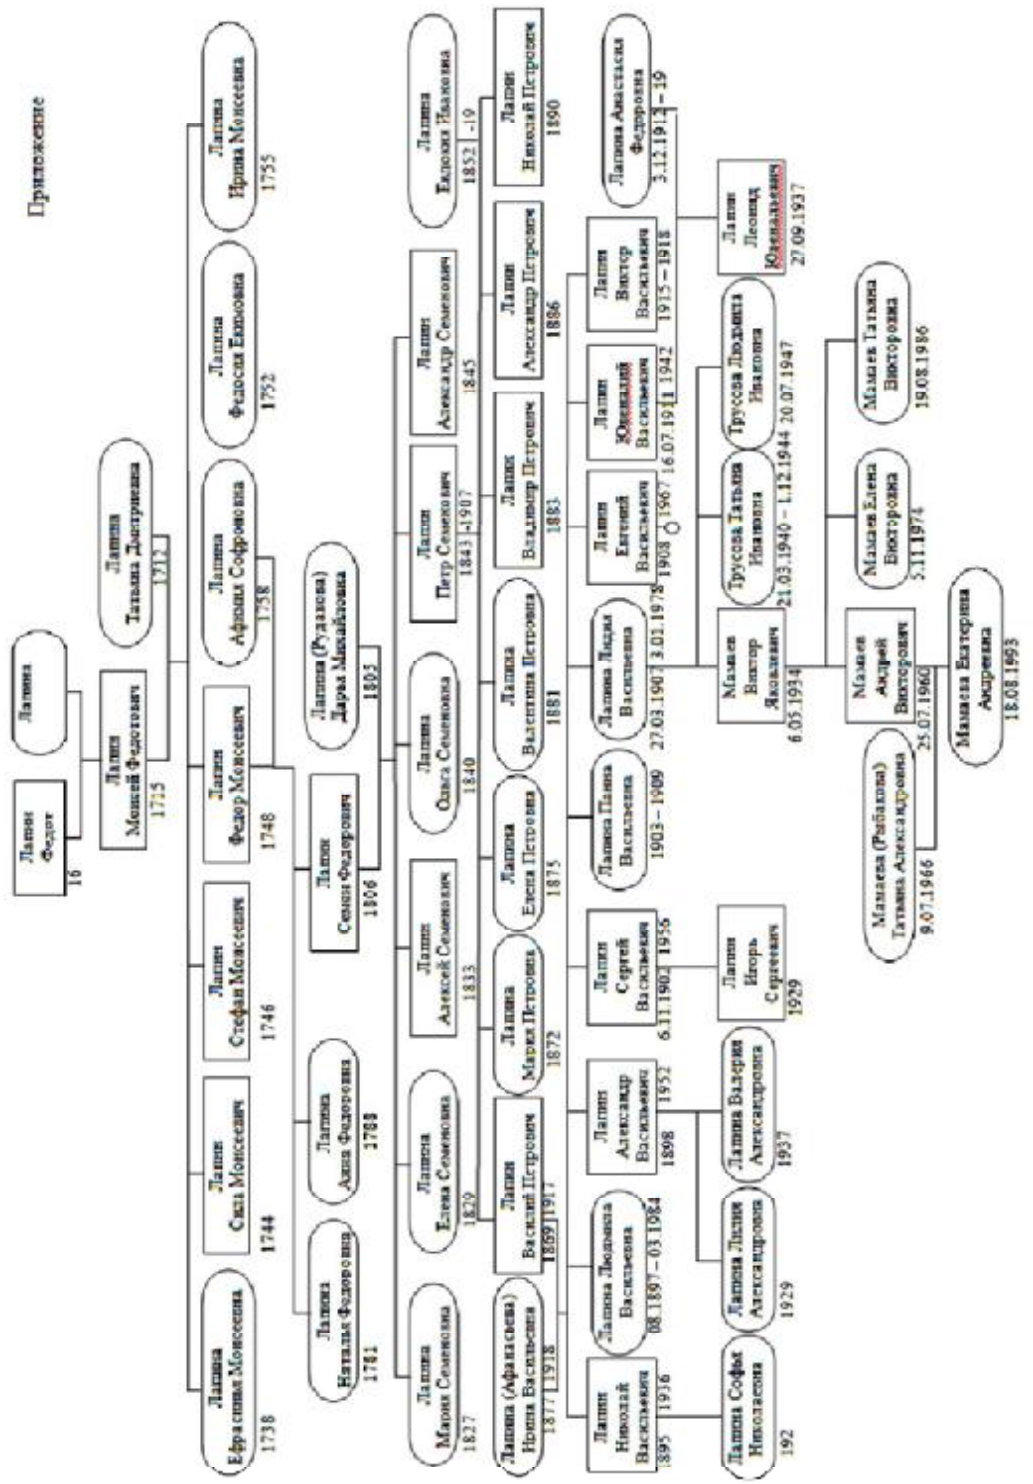 Приложение
Лапин
Федот
16
Лапина
Лапин
Моисей Федотович
1715
Лапина
Татьяна Дмитриевна
1712
Лапина
Ефрасинья Моисеевна
1738
Лапин
Сила Моисеевич
1744
Лапин
Стефан Моисеевич
1746
Лапин
Федор Моисеевич
1748
Лапина
Афимия Софроновна
1758
Лапина
Федосия Екимовна
1752
Лапина
Ирина Моисеевна
1755
Лапина
Наталья Федоровна
1781
Лапина
Анна Федоровна
1788
Лапин
Семен Федорович
1806
Лапина (Рудакова)
Дарья Михайловна
1805
Лапина
Мария Семеновна
1827
Лапина
Елена Семеновна
1829
Лапин
Алексей Семенович
1833
Лапина
Ольга Семеновна
1840
Лапин
Петр Семенович
1843 -1907
Лапин
Александр Семенович
1845
Лапина
Евдокия Ивановна
1852 -19
Лапина (Афанасьева)
Ирина Васильевна
1877 1918
Лапин
Василий Петрович
1869 1917
Лапина
Мария Петровна
1872
Лапина
Елена Петровна
1875
Лапина
Валентина Петровна
1881
Лапин
Владимир Петрович
1883
Лапин
Александр Петрович
1886
Лапин
Николай Петрович
1890
Лапин
Николай
Васильевич
1895 1936
Лапина Людмила
Васильевна
08.1897 – 03.1984
Лапин
Александр
Васильевич
1898 1952
Лапин
Сергей
Васильевич
6.11.1902 1956
Лапина Панна
Васильевна
1903 – 1909
Лапина Лидия
Васильевна
27.03.1907 3.01.1978
Лапин
Евгений
Васильевич
1908 1967
Лапин
Ювеналий
Васильевич
16.07.1911 1942
Лапин
Виктор
Васильевич
1915 – 1918
Лапина Анастасия
Федоровна
3.12.1912 – 19
Лапина Софья
Николаевна
192
Лапина Лилия
Александровна
1929
Лапина Валерия
Александровна
1937
Лапин
Игорь
Сергеевич
1929
Мамаев
Виктор
Яковлевич
6.05.1934
Трусова Татьяна
Ивановна
21.03.1940 – 1.12.1944
Трусова Людмила
Ивановна
20.07.1947
Лапин
Леонид
Ювенальевич
27.09.1937
Мамаева (Рыбакова)
Татьяна Александровна
9.07.1966
Мамаев
Андрей
Викторович
25.07.1960
Мамаев Елена
Викторовна
5.11.1974
Мамаев Татьяна
Викторовна
19.08.1986
Мамаева Екатерина
Андреевна
18.08.1993